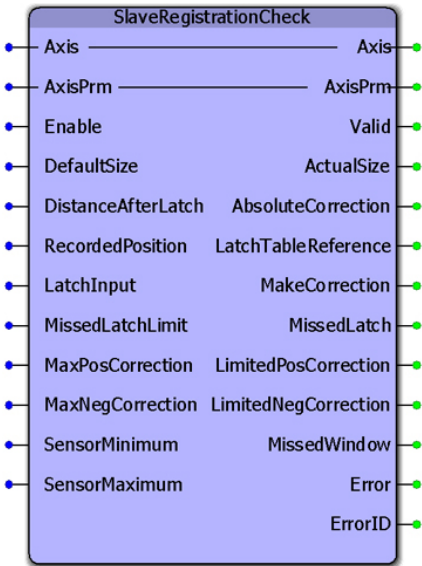 SlaveRegistrationCheck
Axis Axis
AxisPrm AxisPrm
Enable Valid
DefaultSize ActualSize
DistanceAfterLatch AbsoluteCorrection
RecordedPosition LatchTableReference
LatchInput MakeCorrection
MissedLatchLimit MissedLatch
MaxPosCorrection LimitedPosCorrection
MaxNegCorrection LimitedNegCorrection
SensorMinimum MissedWindow
SensorMaximum Error
ErrorID